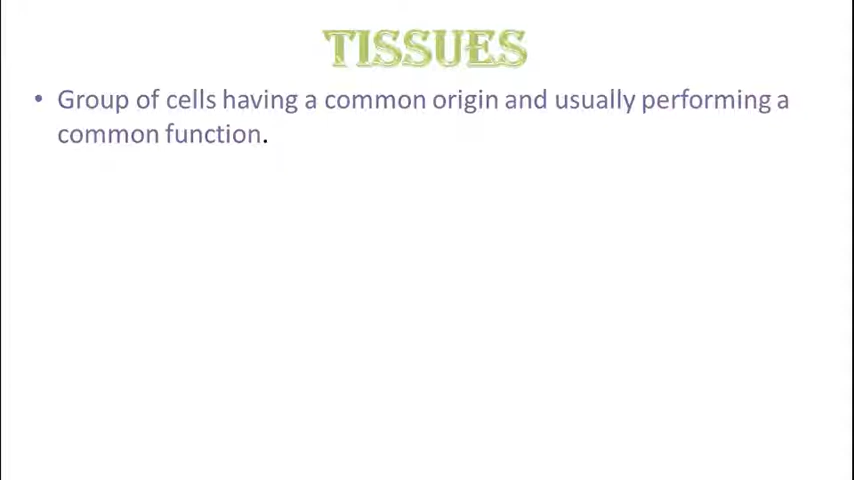 TISSUES
• Group of cells having a common origin and usually performing a
common function.